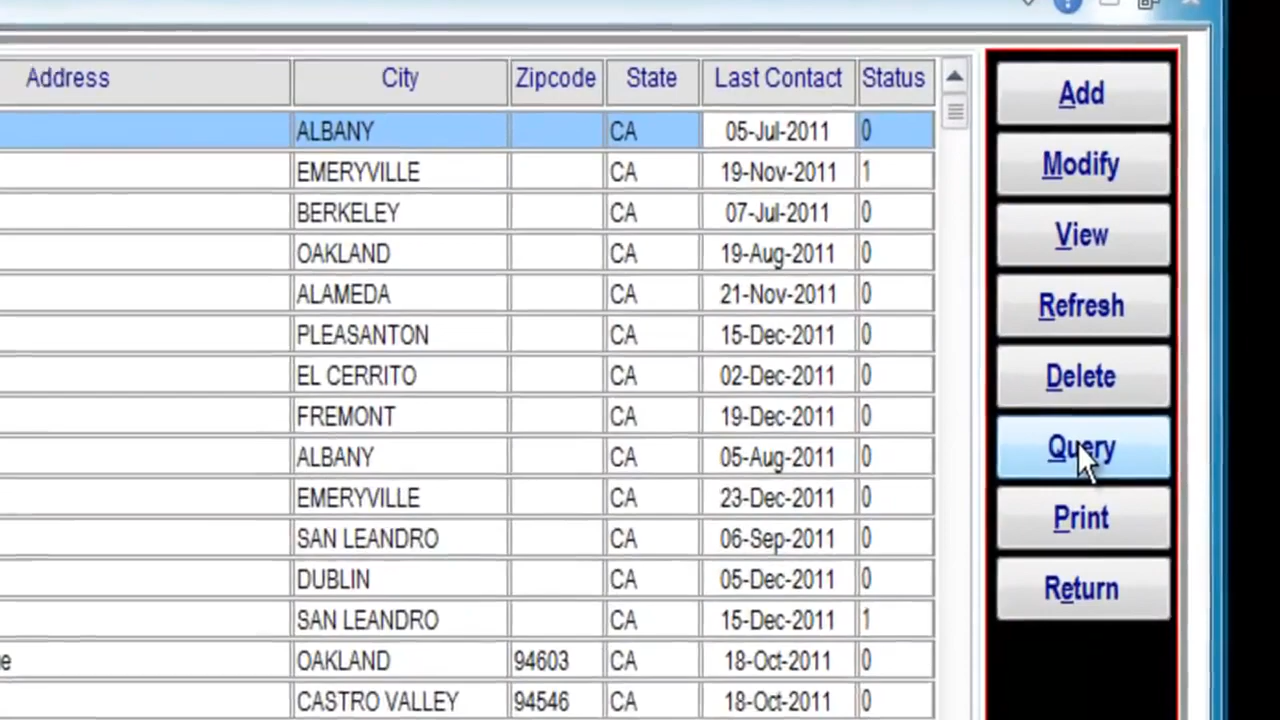 Address City Zipcode State Last Contact Status
ALBANY CA 05-Jul-2011 0
EMERYVILLE CA 19-Nov-2011 1
BERKELEY CA 07-Jul-2011 0
OAKLAND CA 19-Aug-2011 0
ALAMEDA CA 21-Nov-2011 0
PLEASANTON CA 15-Dec-2011 0
EL CERRITO CA 02-Dec-2011 0
FREMONT CA 19-Dec-2011 0
ALBANY CA 05-Aug-2011 0
EMERYVILLE CA 23-Dec-2011 0
SAN LEANDRO CA 06-Sep-2011 0
DUBLIN CA 05-Dec-2011 0
SAN LEANDRO CA 15-Dec-2011 1
OAKLAND 94603 CA 18-Oct-2011 0
CASTRO VALLEY 94546 CA 18-Oct-2011 0
Add
Modify
View
Refresh
Delete
Query
Print
Return